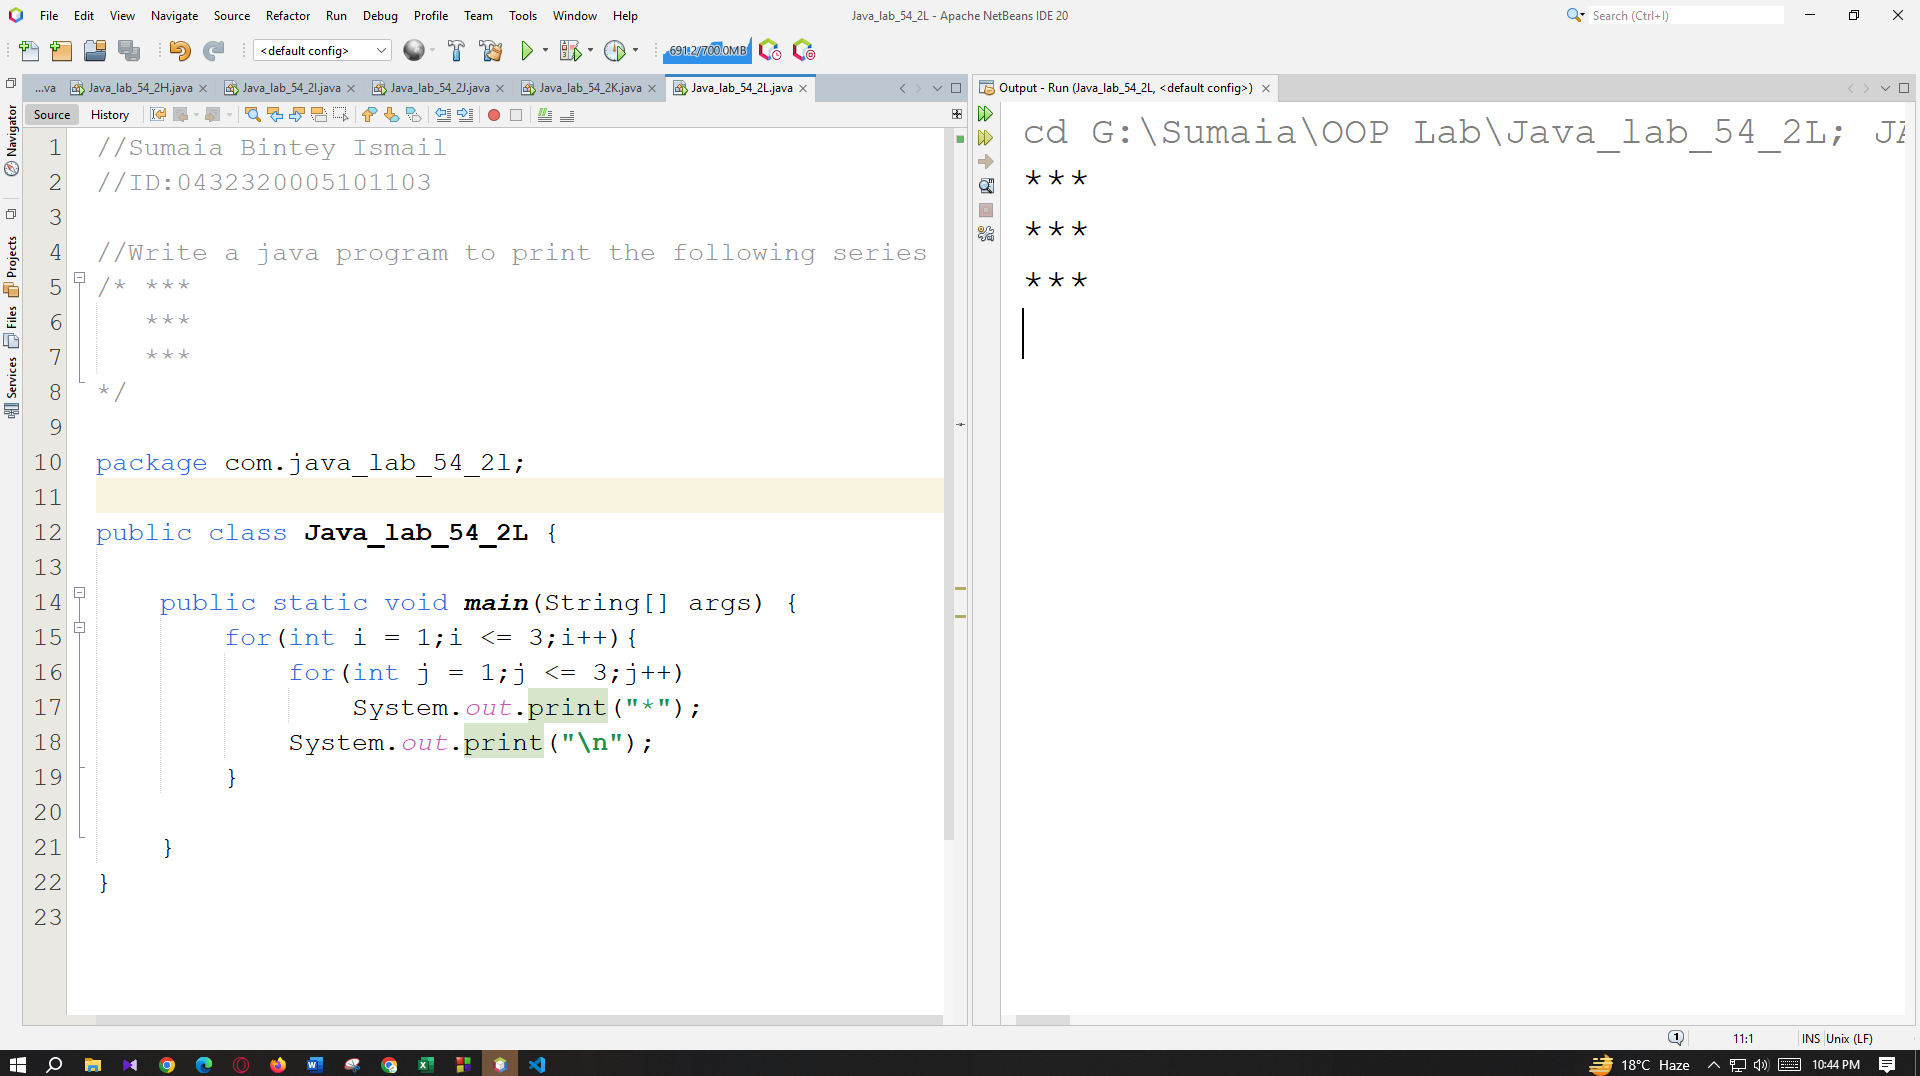 File Edit View Navigate Source Refactor Run Debug Profile Team Tools Window Help
Java_lab_54_2L - Apache NetBeans IDE 20
Search (Ctrl+I)
<default config>
691.2/700.0MB
...va Java_lab_54_2H.java Java_lab_54_2I.java Java_lab_54_2J.java Java_lab_54_2K.java Java_lab_54_2L.java
Output - Run (Java_lab_54_2L, <default config>)
Source History
Navigator
Projects
Files
Services
1 //Sumaia Bintey Ismail
2 //ID:0432320005101103
3
4 //Write a java program to print the following series
5 /* ***
6 ***
7 ***
8 */
9
10 package com.java_lab_54_2l;
11
12 public class Java_lab_54_2L {
13
14 public static void main(String[] args) {
15 for(int i = 1;i <= 3;i++){
16 for(int j = 1;j <= 3;j++)
17 System.out.print("*");
18 System.out.print("\n");
19 }
20
21 }
22 }
23
cd G:\Sumaia\OOP Lab\Java_lab_54_2L; JA
***
***
***
1
11:1
INS Unix (LF)
18°C Haze
10:44 PM